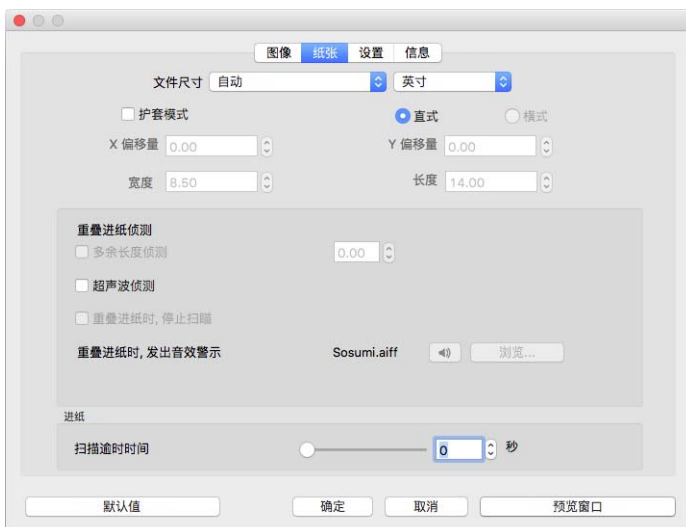 图像 纸张 设置 信息
文件尺寸 自动 英寸
护套模式 直式 横式
X 偏移量 0.00 Y 偏移量 0.00
宽度 8.50 长度 14.00
重叠进纸侦测
多余长度侦测 0.00
超声波侦测
重叠进纸时, 停止扫瞄
重叠进纸时, 发出音效警示 Sosumi.aiff 浏览...
进纸
扫描逾时时间 0 秒
默认值 确定 取消 预览窗口